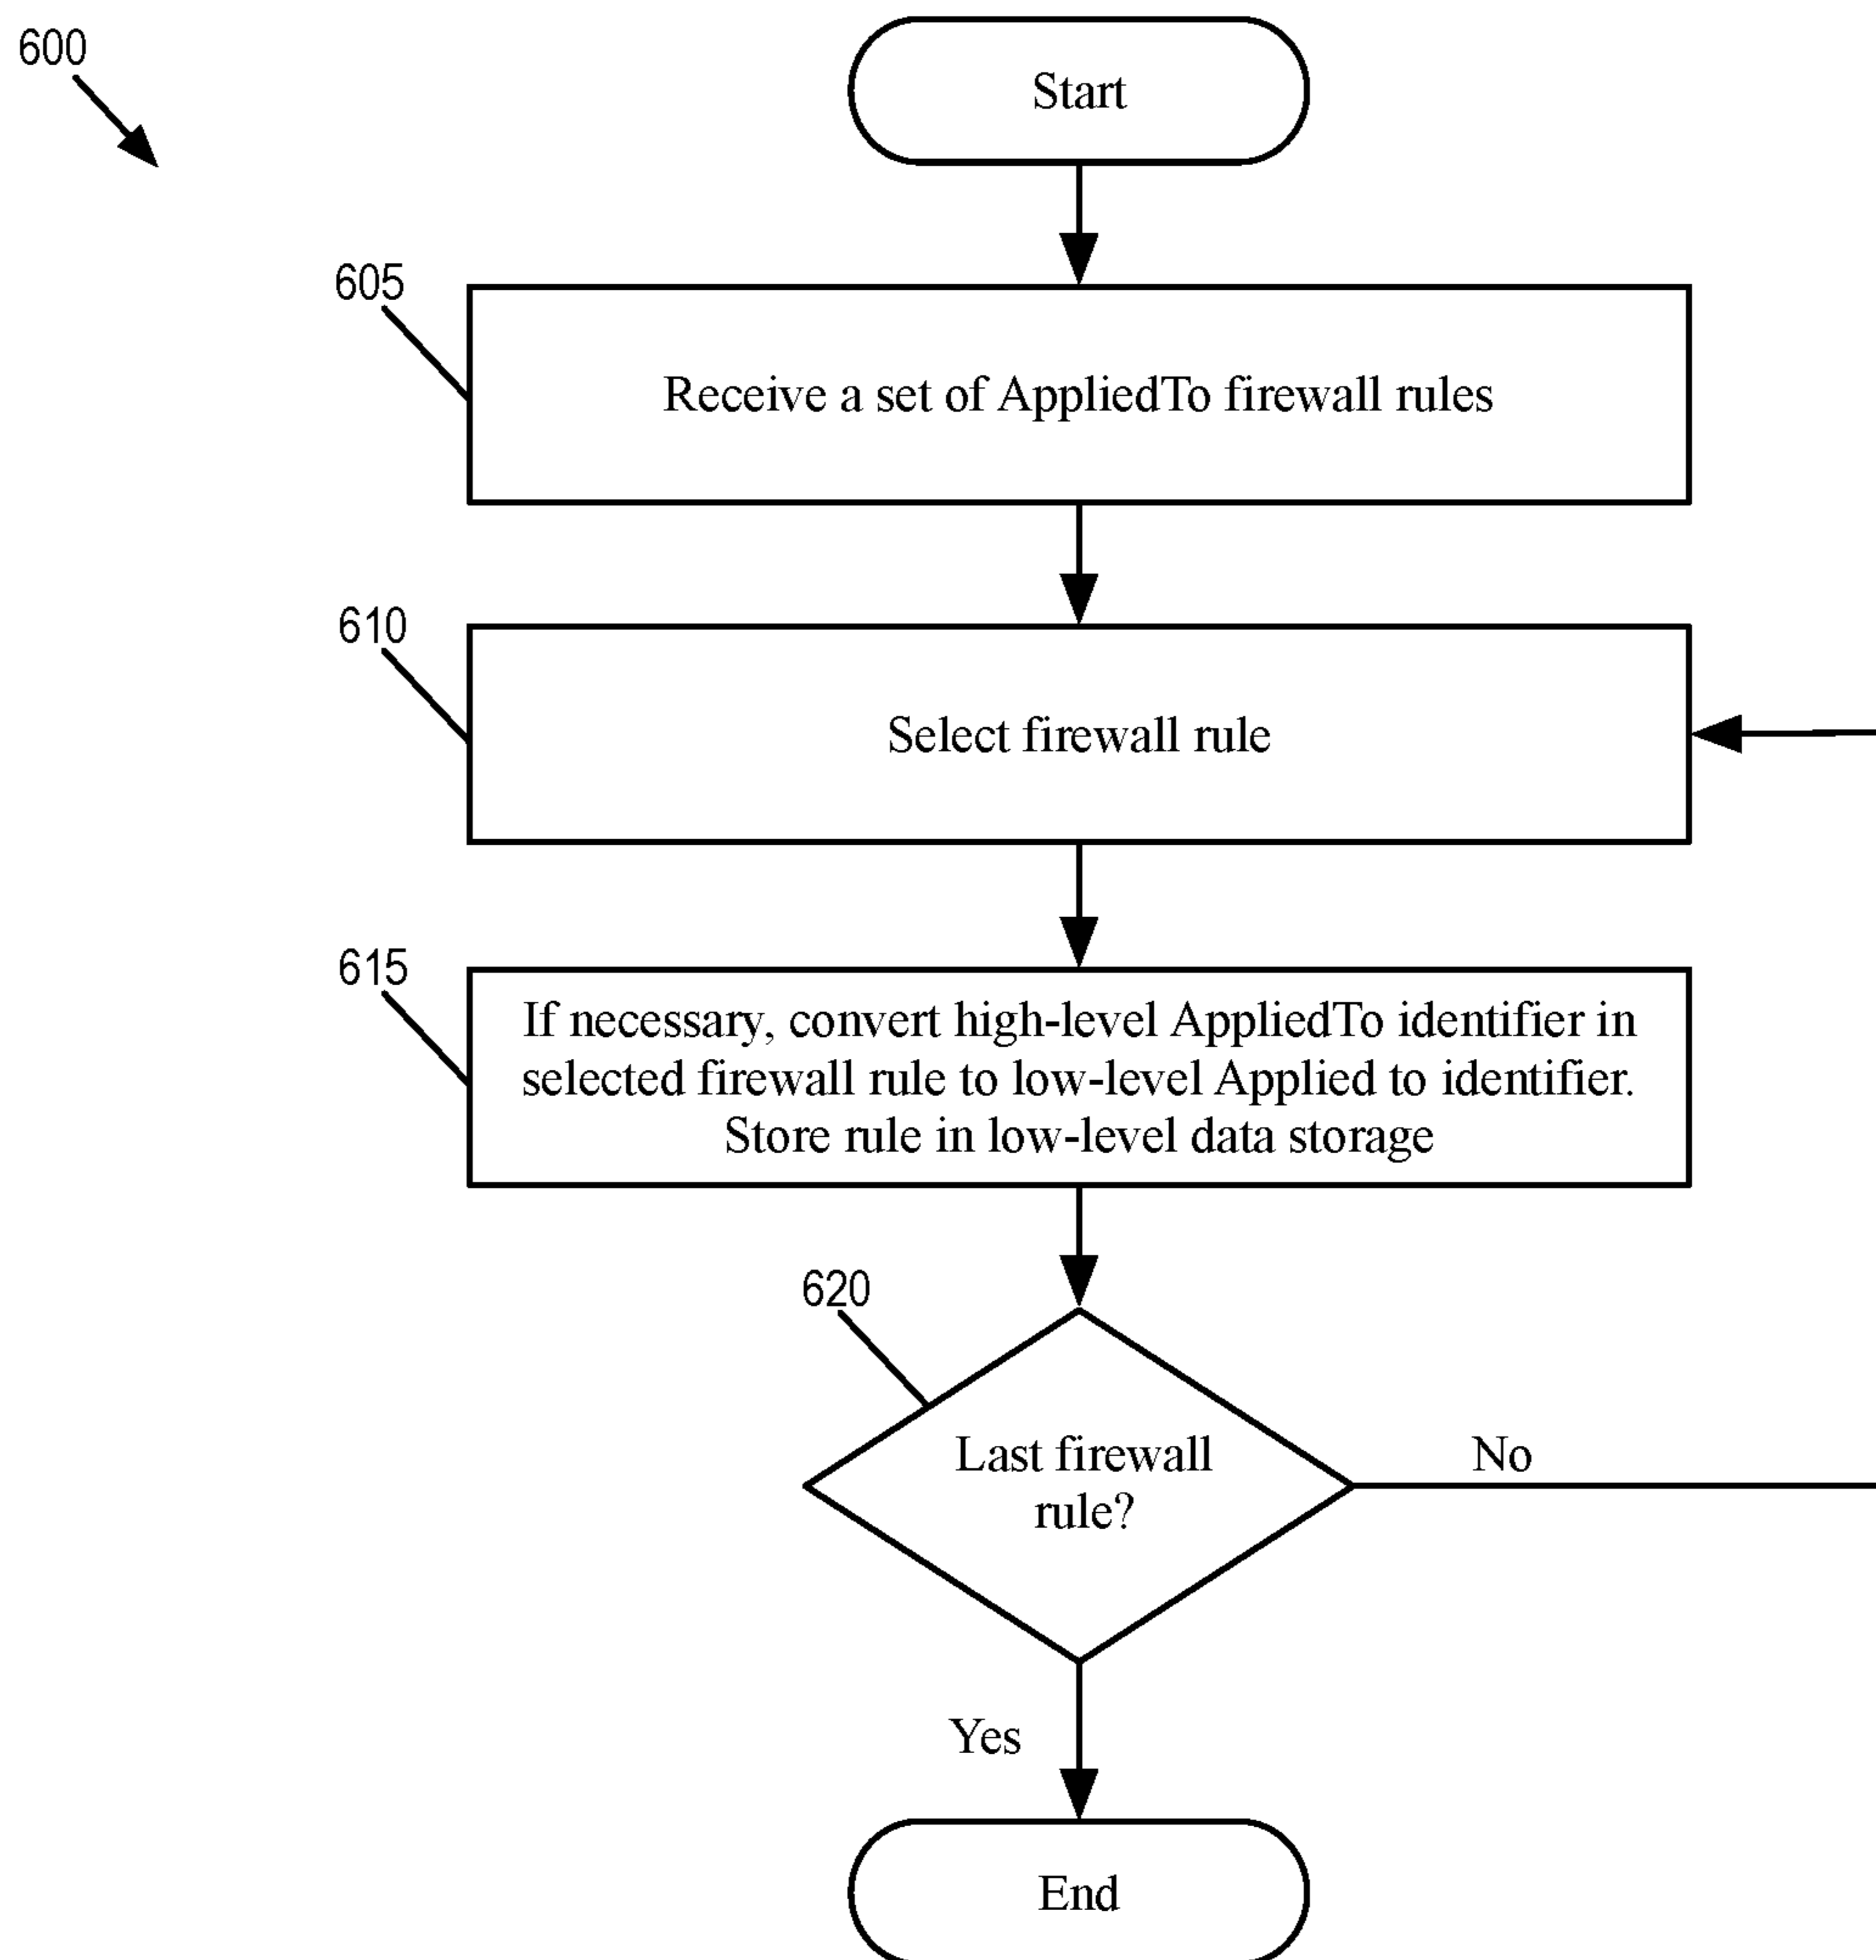 600
Start
605
Receive a set of AppliedTo firewall rules
610
Select firewall rule
615
If necessary, convert high-level AppliedTo identifier in
selected firewall rule to low-level Applied to identifier.
Store rule in low-level data storage
620
Last firewall
rule?
No
Yes
End